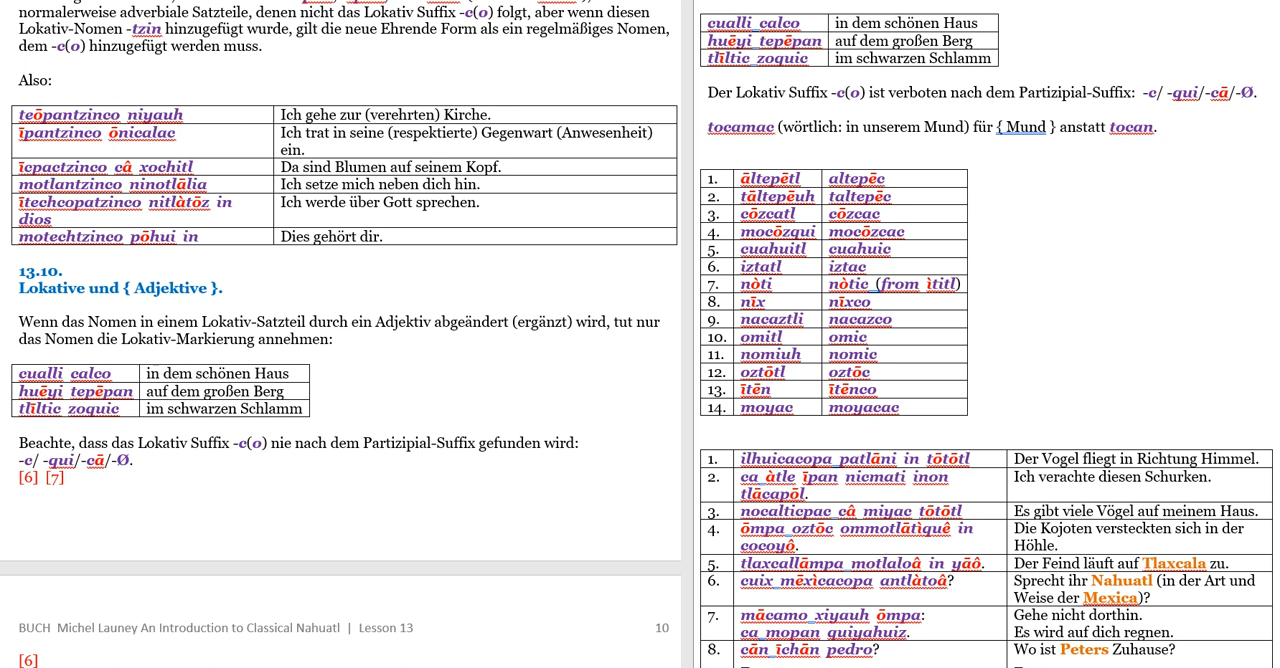 normalerweise adverbiale Satzteile, denen nicht das Lokativ Suffix -c(o) folgt, aber wenn diesen
Lokativ-Nomen -tzin hinzugefügt wurde, gilt die neue Ehrende Form als ein regelmäßiges Nomen,
dem -c(o) hinzugefügt werden muss.
Also:
teōpantzinco niyauh Ich gehe zur (verehrten) Kirche.
īpantzinco ōnicalac Ich trat in seine (respektierte) Gegenwart (Anwesenheit)
ein.
īcpactzinco câ xochitl Da sind Blumen auf seinem Kopf.
motlantzinco ninotlālia Ich setze mich neben dich hin.
ītechcopatzinco nitlàtōz in Ich werde über Gott sprechen.
dios
motechtzinco pōhui in Dies gehört dir.
13.10.
Lokative und { Adjektive }.
Wenn das Nomen in einem Lokativ-Satzteil durch ein Adjektiv abgeändert (ergänzt) wird, tut nur
das Nomen die Lokativ-Markierung annehmen:
cualli calco in dem schönen Haus
huēyi tepēpan auf dem großen Berg
tlīltic zoquic im schwarzen Schlamm
Beachte, dass das Lokativ Suffix -c(o) nie nach dem Partizipial-Suffix gefunden wird:
-c/ -qui/-cā/-Ø.
[6] [7]
BUCH Michel Launey An Introduction to Classical Nahuatl | Lesson 13 10
[6]
cualli calco in dem schönen Haus
huēyi tepēpan auf dem großen Berg
tlīltic zoquic im schwarzen Schlamm
Der Lokativ Suffix -c(o) ist verboten nach dem Partizipial-Suffix: -c/ -qui/-cā/-Ø.
tocamac (wörtlich: in unserem Mund) für { Mund } anstatt tocan.
1. āltepētl altepēc
2. tāltepēuh taltepēc
3. cōzcatl cōzcac
4. mocōzqui mocōzcac
5. cuahuitl cuahuic
6. iztatl iztac
7. nòti nòtic (from ìtitl)
8. nīx nīxco
9. nacaztli nacazco
10. omitl omic
11. nomiuh nomic
12. oztōtl oztōc
13. ītēn ītēnco
14. moyac moyacac
1. ilhuicacopa patlāni in tōtōtl Der Vogel fliegt in Richtung Himmel.
2. ca àtle īpan nicmati inon Ich verachte diesen Schurken.
tlācapōl.
3. nocalticpac câ miyac tōtōtl Es gibt viele Vögel auf meinem Haus.
4. ōmpa oztōc ommotlātìquê in Die Kojoten versteckten sich in der
cocoyô. Höhle.
5. tlaxcallāmpa motlaloâ in yāô. Der Feind läuft auf Tlaxcala zu.
6. cuix mēxìcacopa antlàtoâ? Sprecht ihr Nahuatl (in der Art und
Weise der Mexica)?
7. mācamo xiyauh ōmpa: Gehe nicht dorthin.
ca mopan quiyahuiz. Es wird auf dich regnen.
8. cān īchān pedro? Wo ist Peters Zuhause?